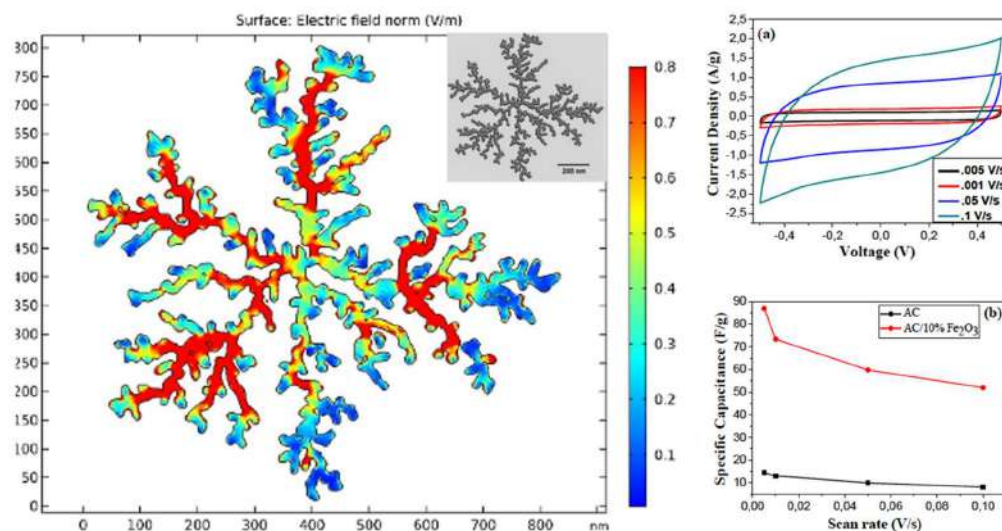 Surface: Electric field norm (V/m)
800
750
700
650
600
550
500
450
400
350
300
250
200
150
100
50
0
0 100 200 300 400 500 600 700 800 nm
200 nm
0.8
0.7
0.6
0.5
0.4
0.3
0.2
0.1
(a)
Current Density (A/g)
2,5
2,0
1,5
1,0
0,5
0,0
-0,5
-1,0
-1,5
-2,0
-2,5
.005 V/s
.001 V/s
.05 V/s
.1 V/s
-0,4 -0,2 0,0 0,2 0,4
Voltage (V)
(b)
Specific Capacitance (F/g)
90
80
70
60
50
40
30
20
10
AC
AC/10% Fe₂O₃
0,00 0,02 0,04 0,06 0,08 0,10
Scan rate (V/s)